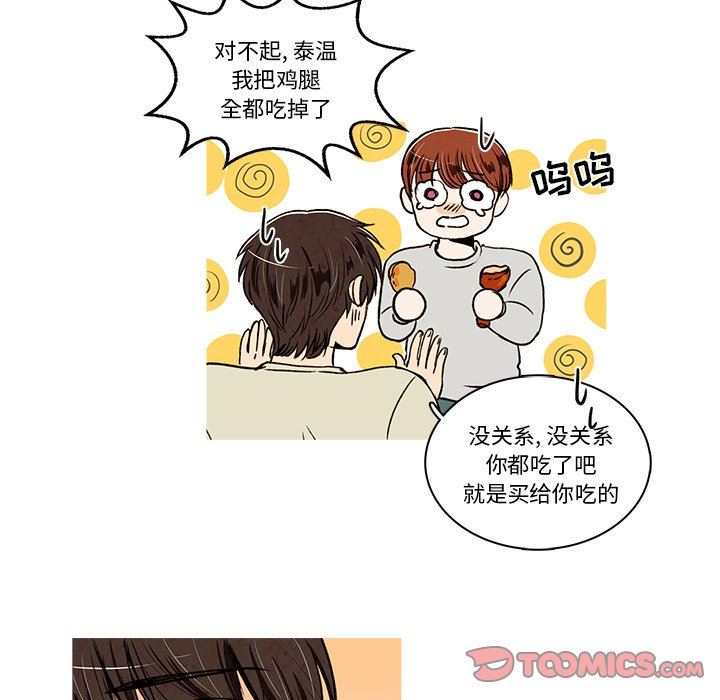 对不起, 泰温
我把鸡腿
全都吃掉了
呜呜
没关系, 没关系
你都吃了吧
就是买给你吃的
TOOMICS.COM